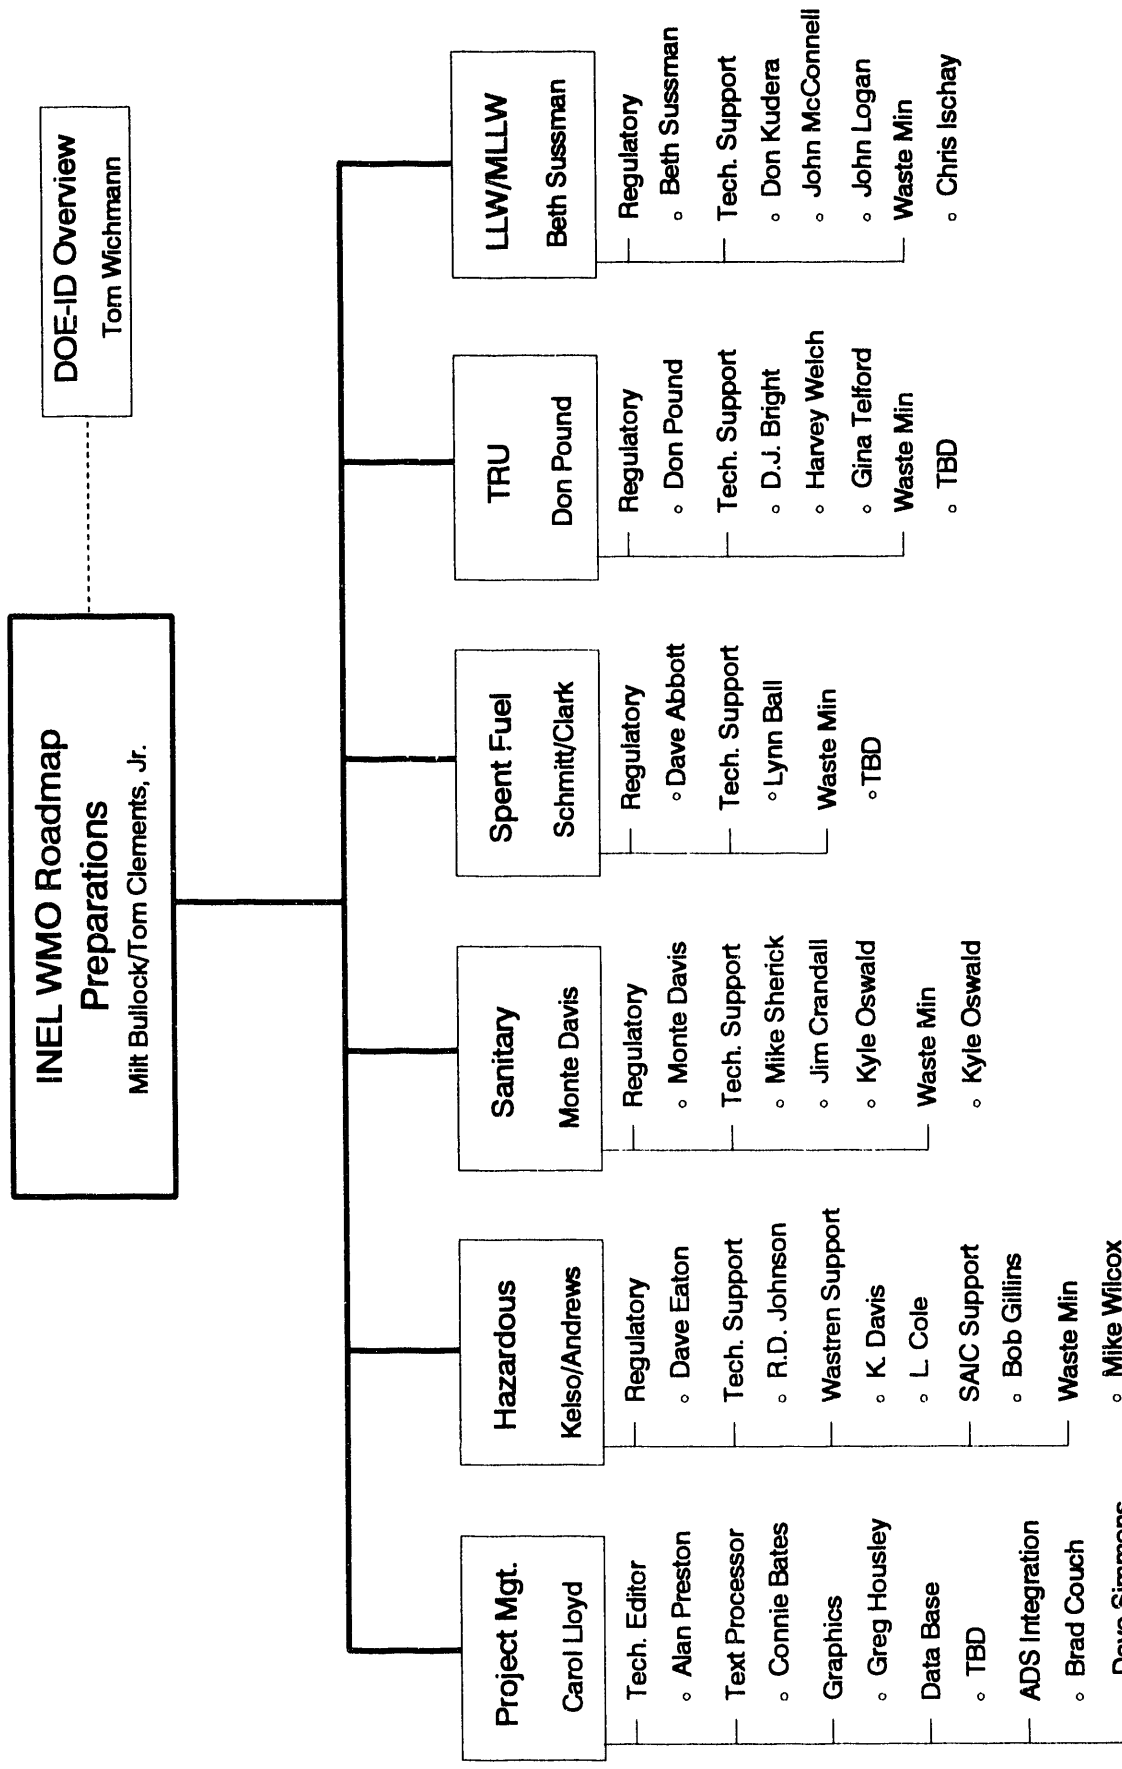 INEL WMO Roadmap
Preparations
Milt Bullock/Tom Clements, Jr.
DOE-ID Overview
Tom Wichmann
Project Mgt.
Carol Lloyd
Tech. Editor
o Alan Preston
Text Processor
o Connie Bates
Graphics
o Greg Housley
Data Base
o TBD
ADS Integration
o Brad Couch
Dave Simmons
Hazardous
Kelso/Andrews
Regulatory
o Dave Eaton
Tech. Support
o R.D. Johnson
Wastren Support
o K. Davis
o L. Cole
SAIC Support
o Bob Gillins
Waste Min
o Mike Wilcox
Sanitary
Monte Davis
Regulatory
o Monte Davis
Tech. Support
o Mike Sherick
o Jim Crandall
o Kyle Oswald
Waste Min
o Kyle Oswald
Spent Fuel
Schmitt/Clark
Regulatory
o Dave Abbott
Tech. Support
o Lynn Ball
Waste Min
o TBD
TRU
Don Pound
Regulatory
o Don Pound
Tech. Support
o D.J. Bright
o Harvey Welch
o Gina Telford
Waste Min
o TBD
LLW/MLLW
Beth Sussman
Regulatory
o Beth Sussman
Tech. Support
o Don Kudera
o John McConnell
o John Logan
Waste Min
o Chris Ischay